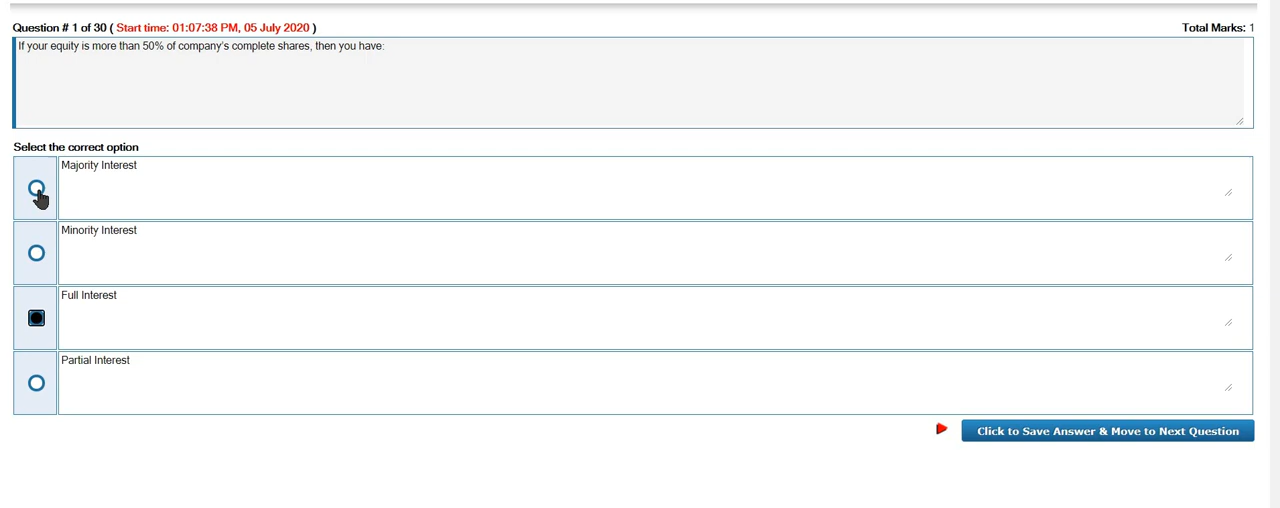 Question # 1 of 30 ( Start time: 01:07:38 PM, 05 July 2020 )
Total Marks: 1
If your equity is more than 50% of company's complete shares, then you have:
Select the correct option
Majority Interest
Minority Interest
Full Interest
Partial Interest
Click to Save Answer & Move to Next Question